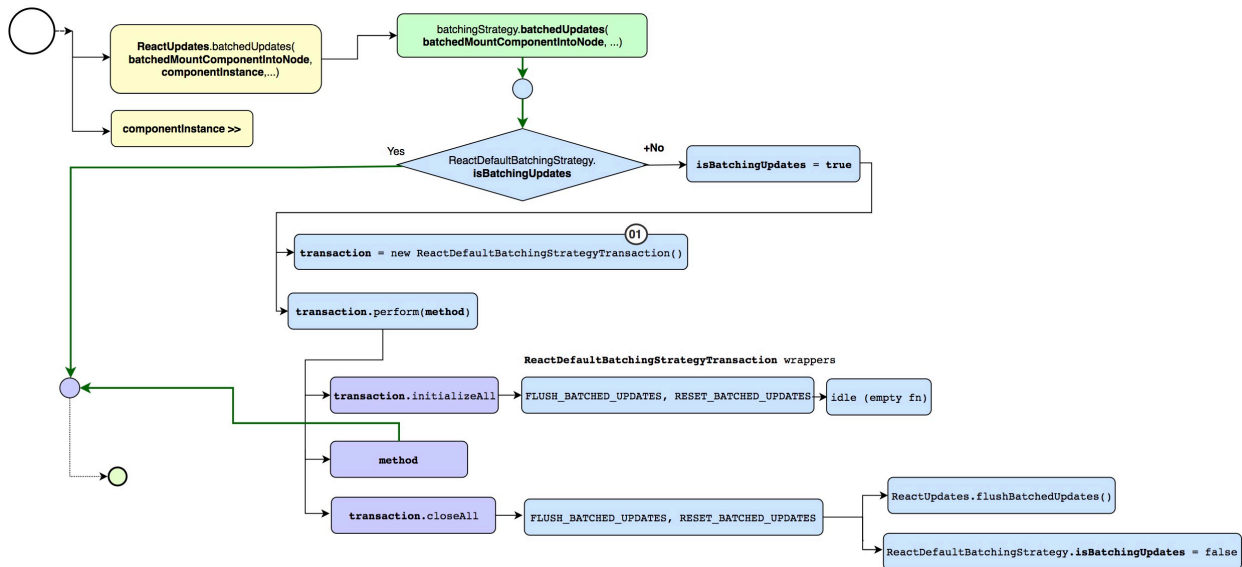 ReactUpdates.batchedUpdates(
batchedMountComponentIntoNode,
componentInstance,...)
batchingStrategy.batchedUpdates(
batchedMountComponentIntoNode, ...)
componentInstance >>
Yes
ReactDefaultBatchingStrategy.
isBatchingUpdates
+No
isBatchingUpdates = true
01
transaction = new ReactDefaultBatchingStrategyTransaction()
transaction.perform(method)
ReactDefaultBatchingStrategyTransaction wrappers
transaction.initializeAll
FLUSH_BATCHED_UPDATES, RESET_BATCHED_UPDATES
idle (empty fn)
method
transaction.closeAll
FLUSH_BATCHED_UPDATES, RESET_BATCHED_UPDATES
ReactUpdates.flushBatchedUpdates()
ReactDefaultBatchingStrategy.isBatchingUpdates = false